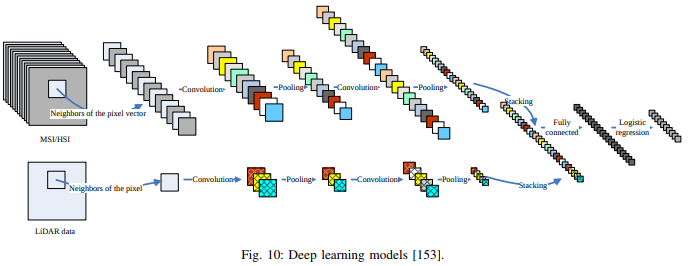 Neighbors of the pixel vector
Convolution
Pooling
Convolution
Pooling
Stacking
Fully
connected
Logistic
regression
MSI/HSI
Neighbors of the pixel
Convolution
Pooling
Convolution
Pooling
Stacking
LiDAR data
Fig. 10: Deep learning models [153].